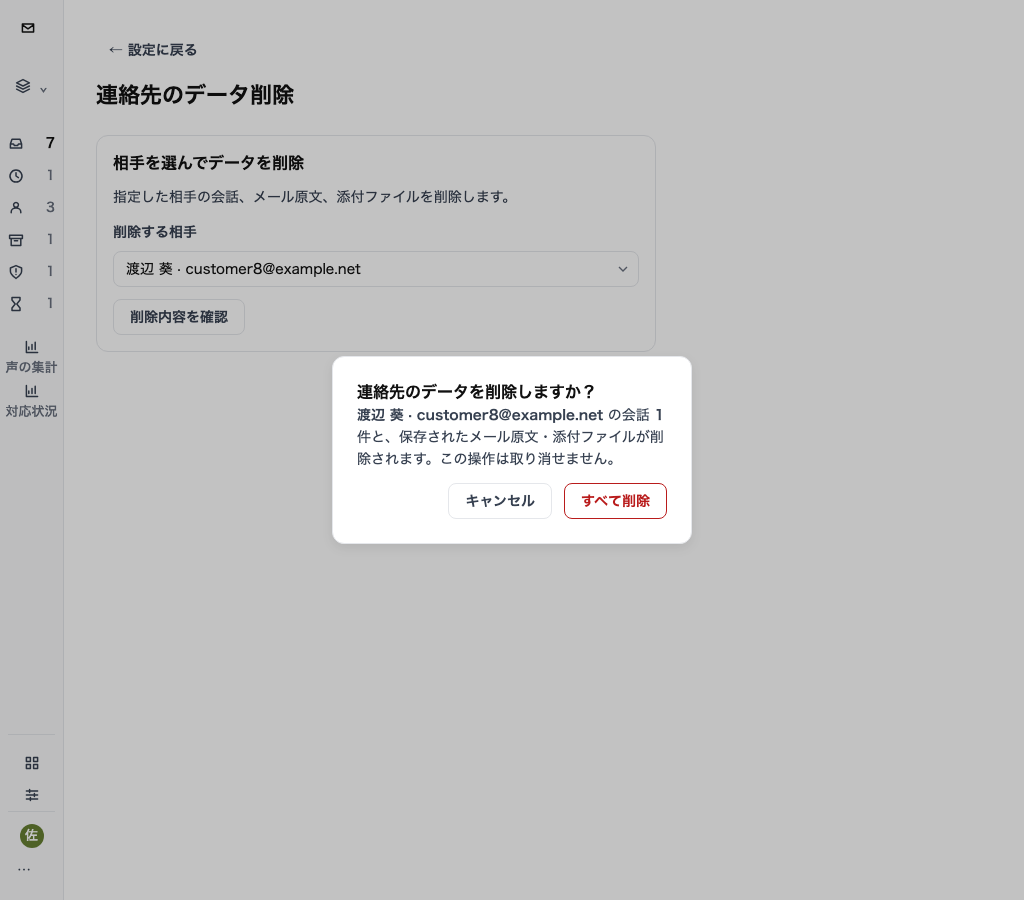 ← 設定に戻る
連絡先のデータ削除
7
1
3
1
1
1
声の集計
対応状況
佐
…
相手を選んでデータを削除
指定した相手の会話、メール原文、添付ファイルを削除します。
削除する相手
渡辺 葵 · customer8@example.net
削除内容を確認
連絡先のデータを削除しますか？
渡辺 葵 · customer8@example.net の会話 1
件と、保存されたメール原文・添付ファイルが削
除されます。この操作は取り消せません。
キャンセル
すべて削除